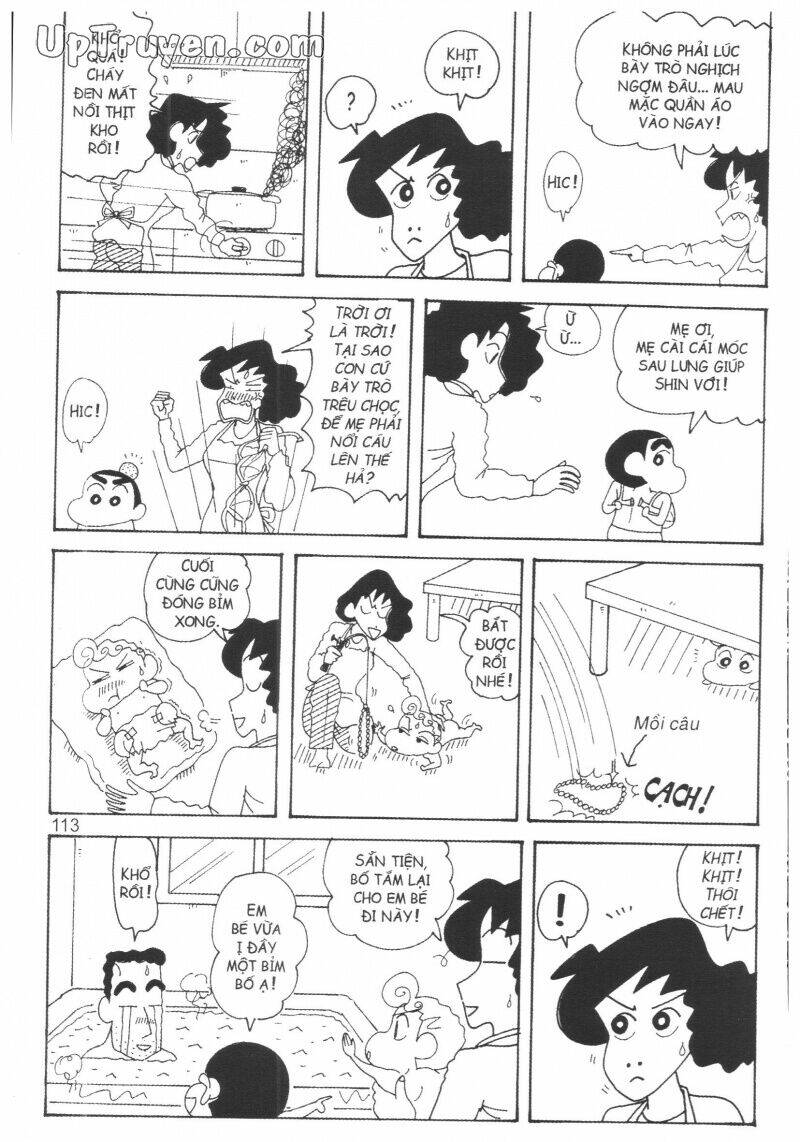 UpTruyen.com
KHÔNG PHẢI LÚC
BÀY TRÒ NGHỊCH
NGỢM ĐÂU... MAU
MẶC QUẦN ÁO
VÀO NGAY!
HIC!
KHỊT
KHỊT!
?
KHỔ
QUÁ!
CHÁY
ĐEN MẤT
NỒI THỊT
KHO
RỒI!
MẸ ƠI,
MẸ CÀI CÁI MÓC
SAU LƯNG GIÚP
SHIN VỚI!
Ừ
Ừ...
TRỜI ƠI
LÀ TRỜI!
TẠI SAO
CON CỨ
BÀY TRÒ
TRÊU CHỌC,
ĐỂ MẸ PHẢI
NỔI CÁU
LÊN THẾ
HẢ?
HIC!
Mồi câu
CẠCH!
BẮT
ĐƯỢC
RỒI
NHÉ!
CUỐI
CÙNG CŨNG
ĐÓNG BỈM
XONG.
113
KHỊT!
KHỊT!
THÔI
CHẾT!
!
SẴN TIỆN,
BỐ TẮM LẠI
CHO EM BÉ
ĐI NÀY!
EM
BÉ VỪA
Ị ĐẦY
MỘT BỈM
BỐ Ạ!
KHỔ
RỒI!